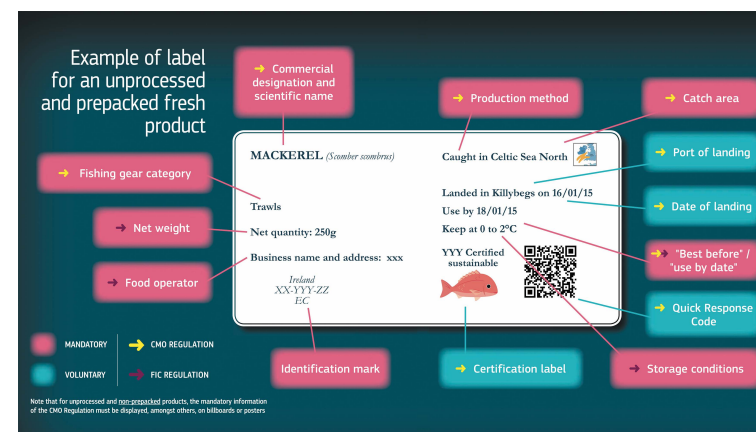 Example of label
for an unprocessed
and prepacked fresh
product
Commercial
designation and
scientific name
Production method
Catch area
MACKEREL (Scomber scombrus)
Caught in Celtic Sea North
Port of landing
Fishing gear category
Landed in Killybegs on 16/01/15
Date of landing
Trawls
Use by 18/01/15
Net weight
Net quantity: 250g
Keep at 0 to 2°C
"Best before" /
"use by date"
Business name and address: xxx
YYY Certified
sustainable
Food operator
Ireland
XX-YYY-ZZ
EC
Quick Response
Code
MANDATORY
CMO REGULATION
VOLUNTARY
FIC REGULATION
Identification mark
Certification label
Storage conditions
Note that for unprocessed and non-prepacked products, the mandatory information
of the CMO Regulation must be displayed, amongst others, on billboards or posters